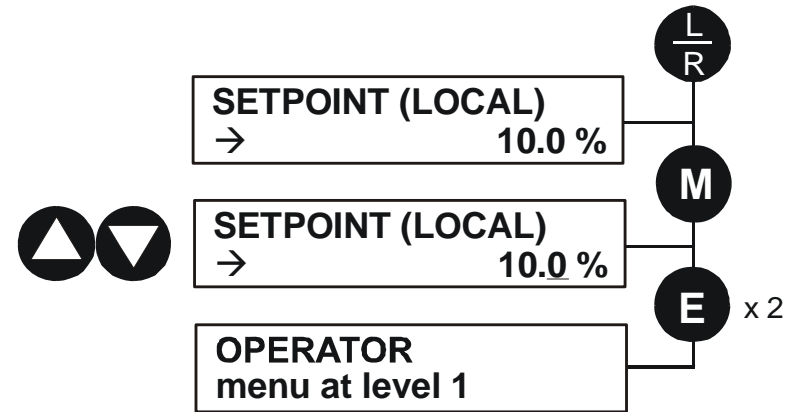 L
R
SETPOINT (LOCAL)
→ 10.0 %
M
SETPOINT (LOCAL)
→ 10.0 %
E x 2
OPERATOR
menu at level 1